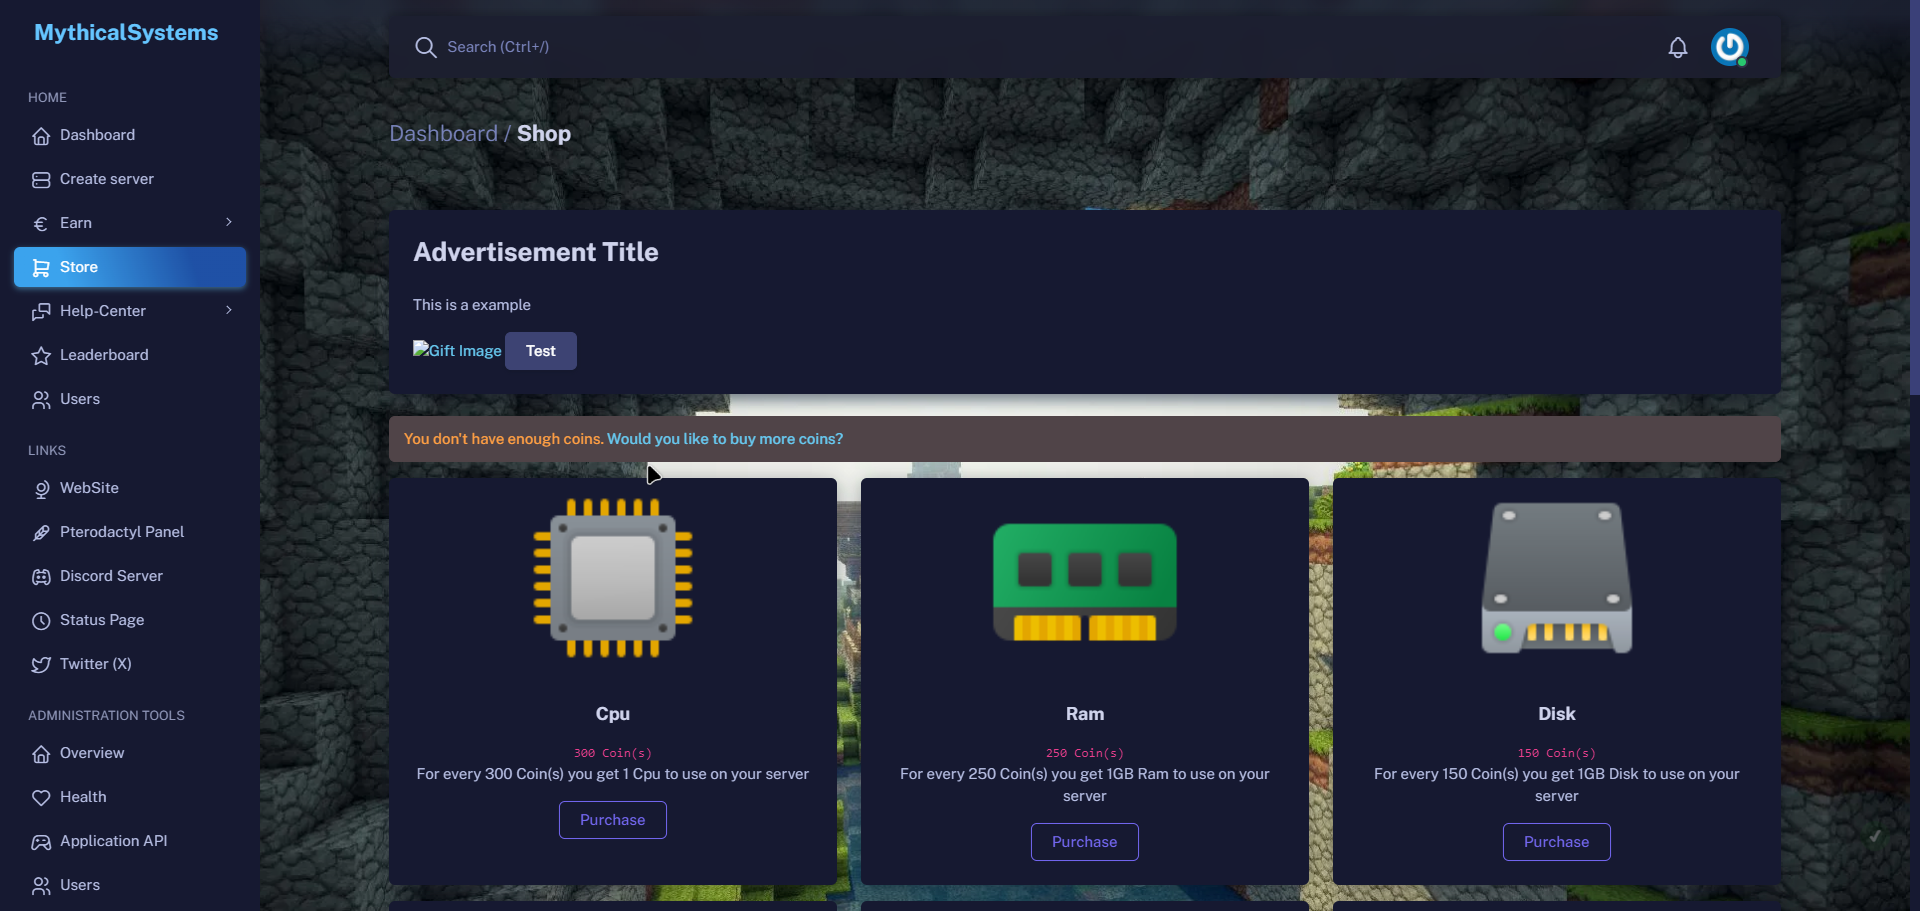 MythicalSystems
HOME
Dashboard
Create server
Earn
Store
Help-Center
Leaderboard
Users
LINKS
WebSite
Pterodactyl Panel
Discord Server
Status Page
Twitter (X)
ADMINISTRATION TOOLS
Overview
Health
Application API
Users
Search (Ctrl+/)
Dashboard / Shop
Advertisement Title
This is a example
Gift Image Test
You don't have enough coins. Would you like to buy more coins?
Cpu
300 Coin(s)
For every 300 Coin(s) you get 1 Cpu to use on your server
Purchase
Ram
250 Coin(s)
For every 250 Coin(s) you get 1GB Ram to use on your
server
Purchase
Disk
150 Coin(s)
For every 150 Coin(s) you get 1GB Disk to use on your
server
Purchase